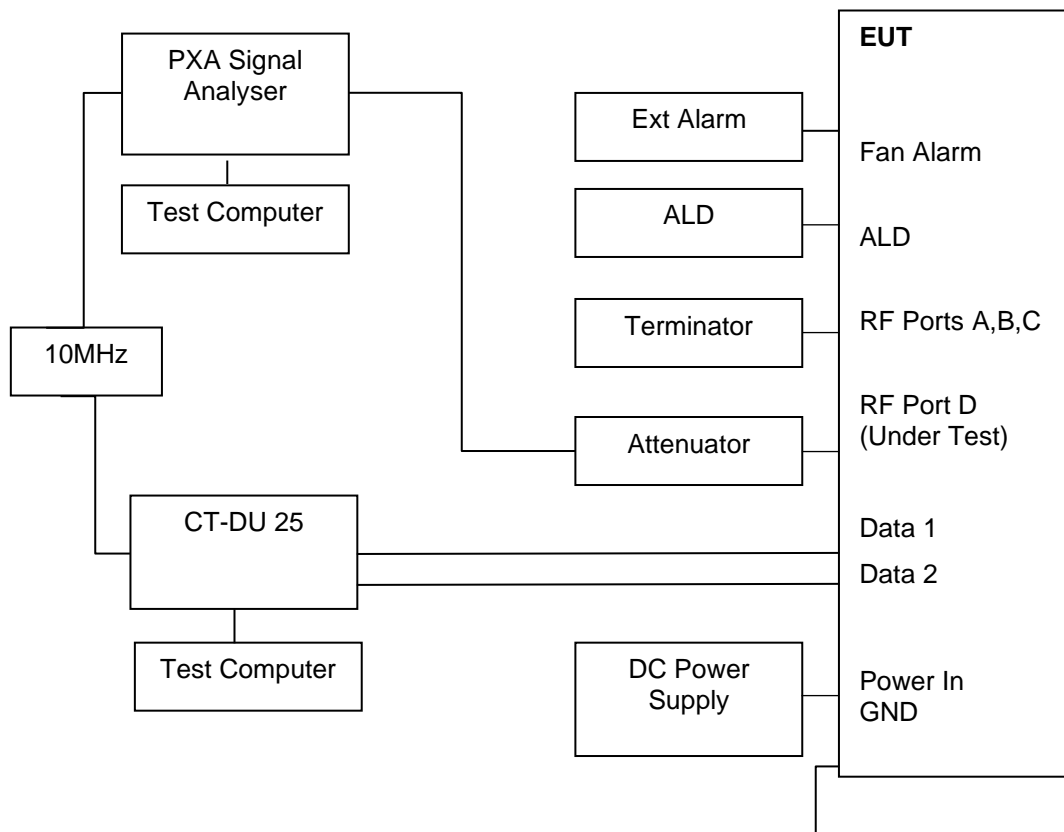 PXA Signal
Analyser
Test Computer
10MHz
CT-DU 25
Test Computer
Ext Alarm
ALD
Terminator
Attenuator
DC Power
Supply
EUT
Fan Alarm
ALD
RF Ports A,B,C
RF Port D
(Under Test)
Data 1
Data 2
Power In
GND